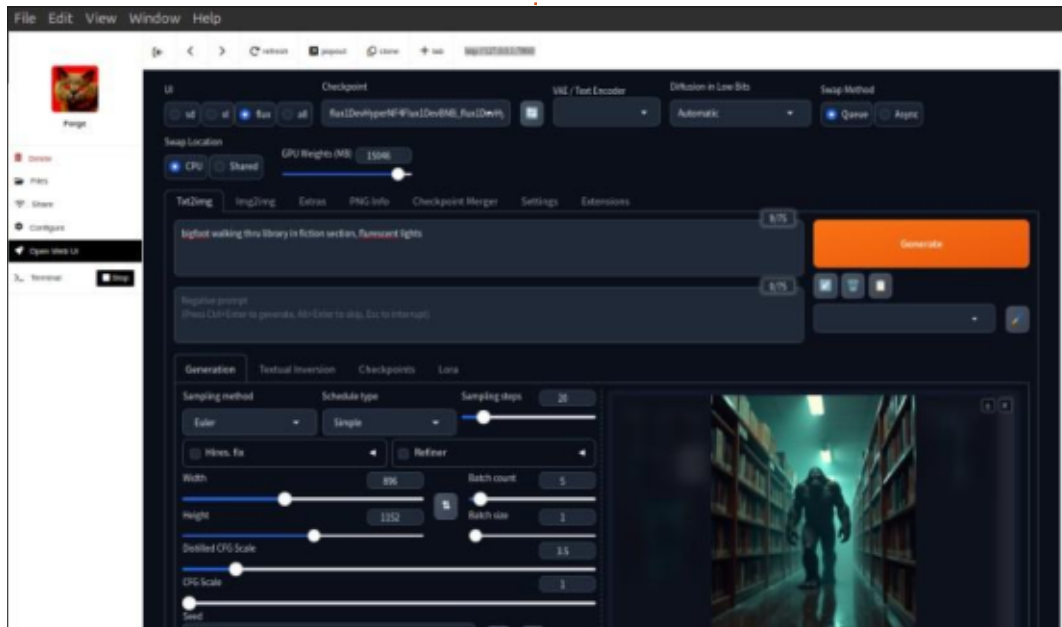 File Edit View Window Help
refresh popout clone tab
Forge
Delete
Files
Share
Configure
Open Web UI
Terminal Stop
UI Checkpoint VAE / Text Encoder Diffusion in Low Bits Swap Method
sd xl flux all Automatic Queue Async
Swap Location
CPU Shared GPU Weights (MB) 15046
Txt2img Img2img Extras PNG Info Checkpoint Merger Settings Extensions
0/75
bigfoot walking thru library in fiction section, flurescent lights
Generate
0/75
Negative prompt
(Press Ctrl+Enter to generate, Alt+Enter to skip, Esc to interrupt)
Generation Textual Inversion Checkpoints Lora
Sampling method Schedule type Sampling steps 20
Euler Simple
Hires. fix Refiner
Width 896 Batch count 5
Height 1152 Batch size 1
Distilled CFG Scale 3.5
CFG Scale 1
Seed